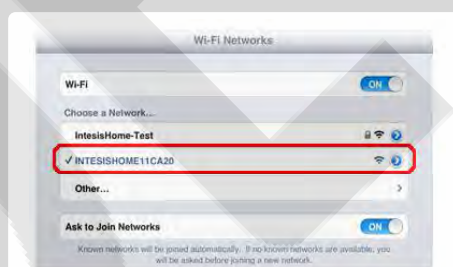 Wi-Fi Networks
Wi-Fi
ON
Choose a Network...
IntesisHome-Test
✓ INTESISHOME11CA20
Other...
Ask to Join Networks
ON
Known networks will be joined automatically. If no known networks are available, you
will be asked before joining a new network.